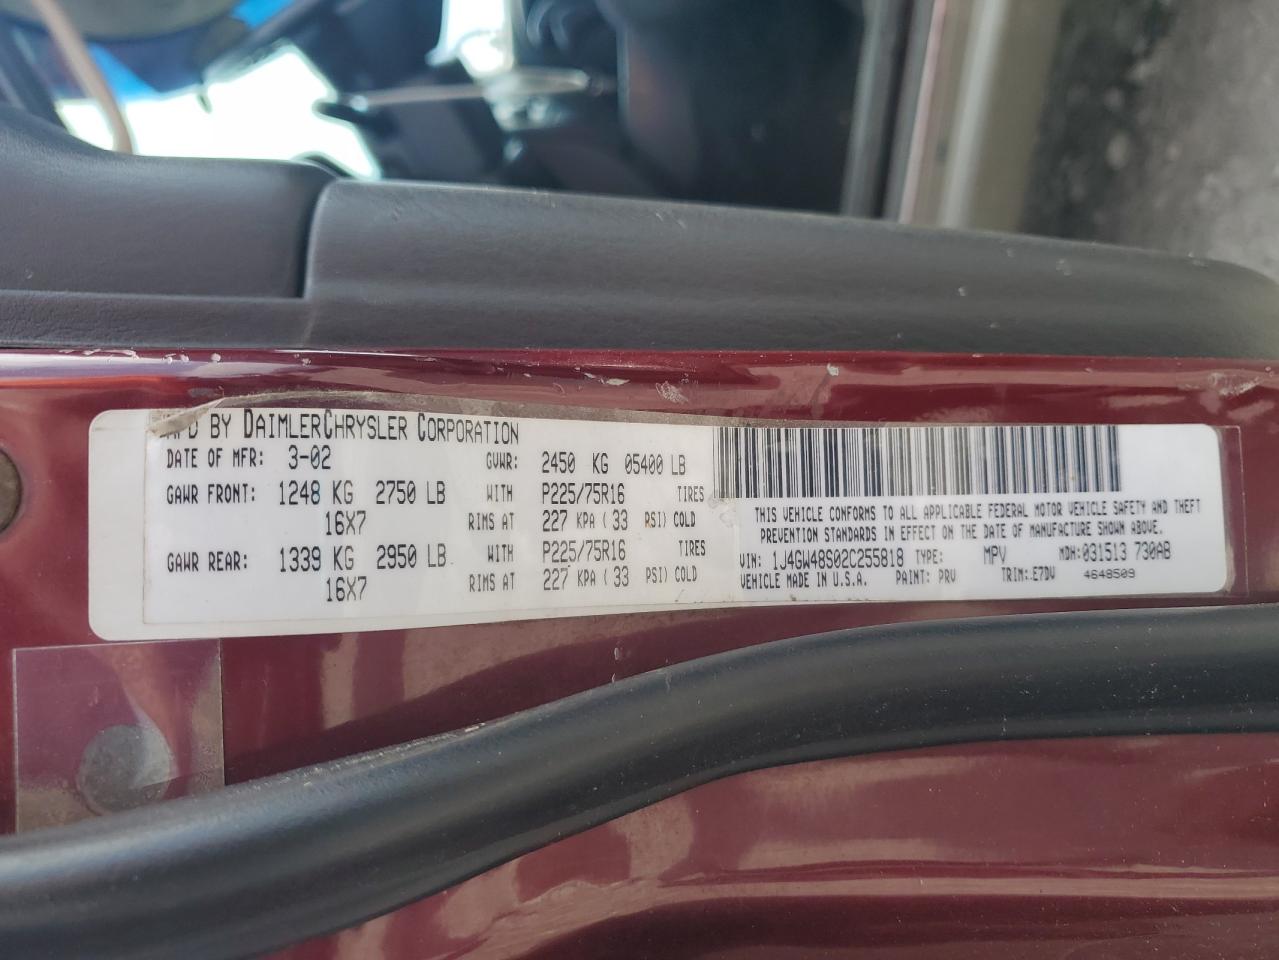 MFD BY DAIMLERCHRYSLER CORPORATION
DATE OF MFR: 3-02 GVWR: 2450 KG 05400 LB
GAWR FRONT: 1248 KG 2750 LB WITH P225/75R16 TIRES
16X7 RIMS AT 227 KPA (33 PSI) COLD
GAWR REAR: 1339 KG 2950 LB WITH P225/75R16 TIRES
16X7 RIMS AT 227 KPA (33 PSI) COLD
THIS VEHICLE CONFORMS TO ALL APPLICABLE FEDERAL MOTOR VEHICLE SAFETY AND THEFT
PREVENTION STANDARDS IN EFFECT ON THE DATE OF MANUFACTURE SHOWN ABOVE.
VIN: 1J4GW48S02C255818 TYPE: MPV MDH: 031513 730AB
VEHICLE MADE IN U.S.A. PAINT: PRV TRIM: E7DV 4648509